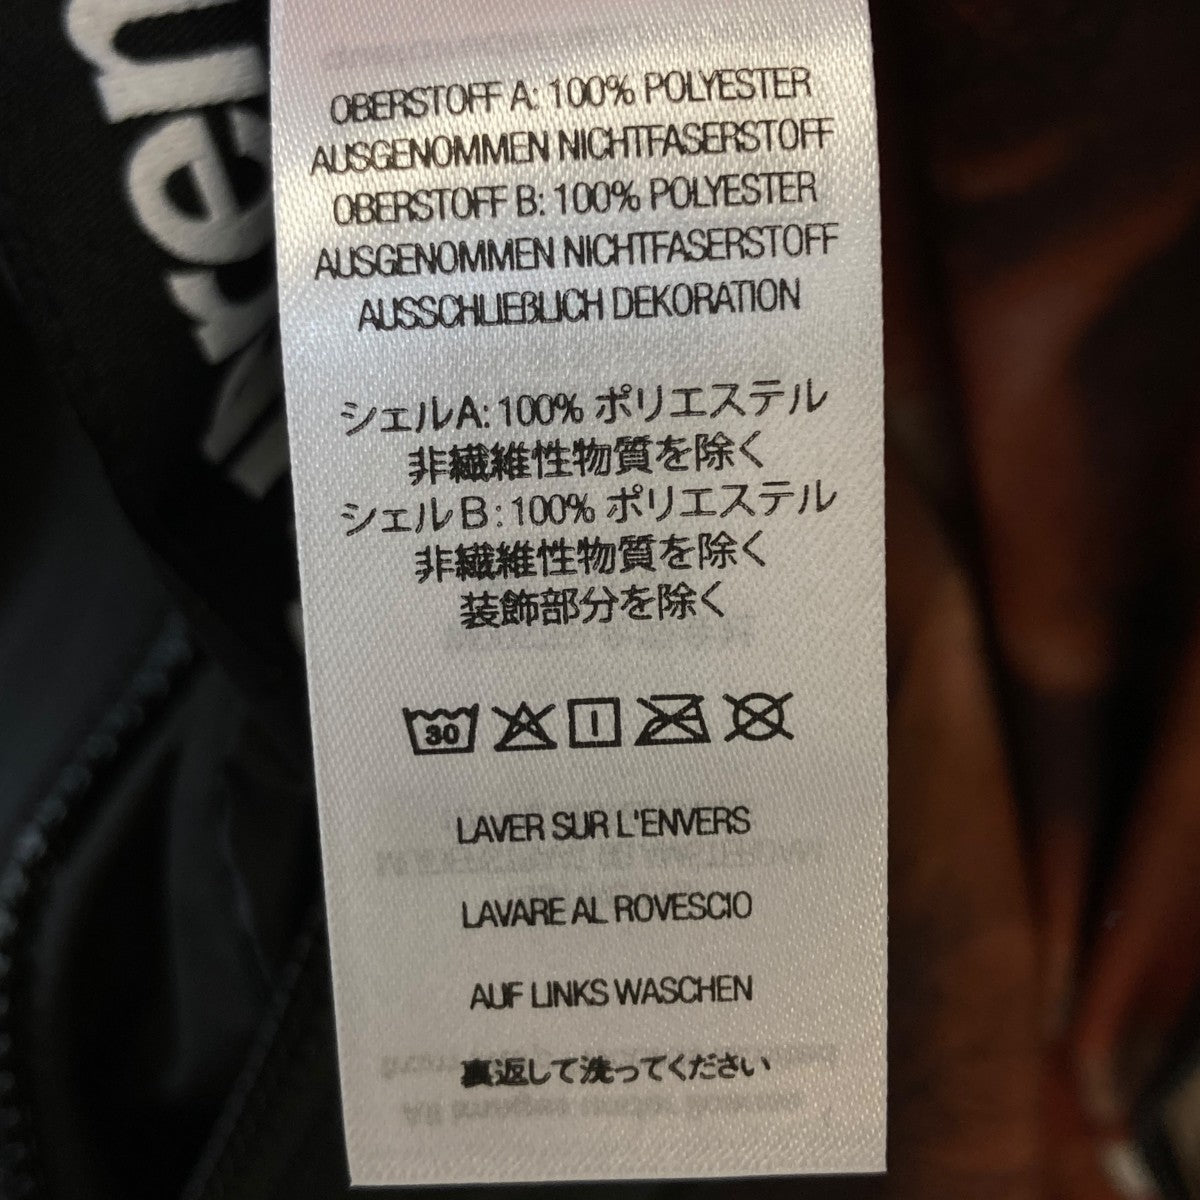 OBERSTOFF A: 100% POLYESTER
AUSGENOMMEN NICHTFASERSTOFF
OBERSTOFF B: 100% POLYESTER
AUSGENOMMEN NICHTFASERSTOFF
AUSSCHLIEßLICH DEKORATION
シェルA: 100% ポリエステル
非繊維性物質を除く
シェルB: 100% ポリエステル
非繊維性物質を除く
装飾部分を除く
30
LAVER SUR L'ENVERS
LAVARE AL ROVESCIO
AUF LINKS WASCHEN
裏返して洗ってください